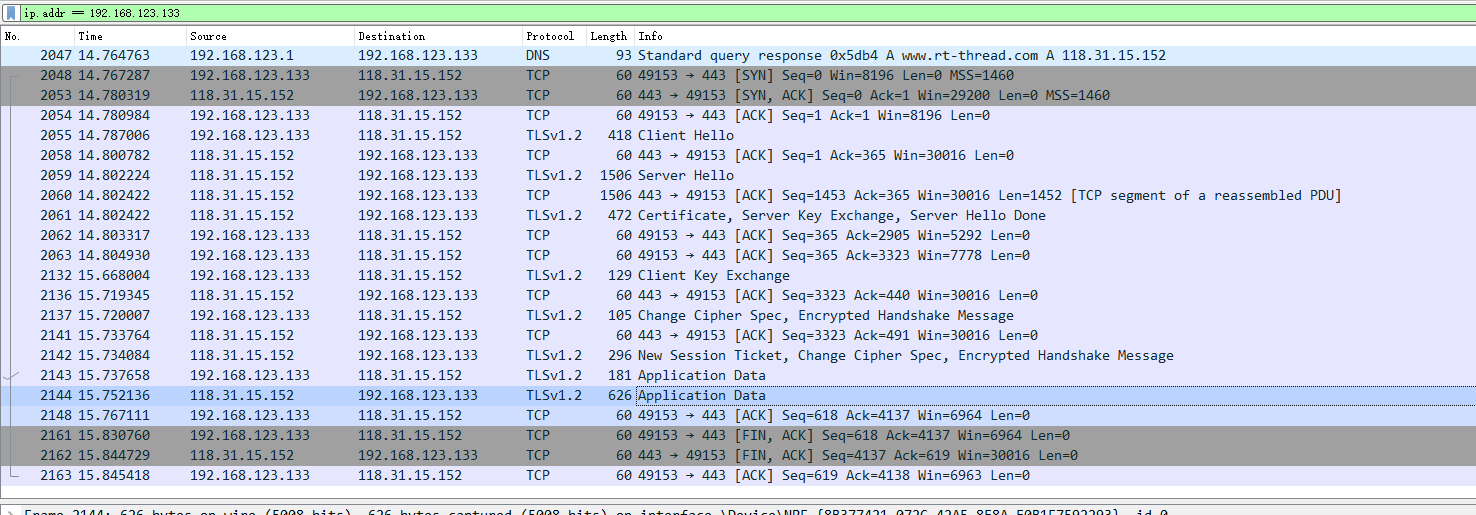 ip.addr == 192.168.123.133
No. Time Source Destination Protocol Length Info
2047 14.764763 192.168.123.1 192.168.123.133 DNS 93 Standard query response 0x5db4 A www.rt-thread.com A 118.31.15.152
2048 14.767287 192.168.123.133 118.31.15.152 TCP 60 49153 → 443 [SYN] Seq=0 Win=8196 Len=0 MSS=1460
2053 14.780319 118.31.15.152 192.168.123.133 TCP 60 443 → 49153 [SYN, ACK] Seq=0 Ack=1 Win=29200 Len=0 MSS=1460
2054 14.780984 192.168.123.133 118.31.15.152 TCP 60 49153 → 443 [ACK] Seq=1 Ack=1 Win=8196 Len=0
2055 14.787006 192.168.123.133 118.31.15.152 TLSv1.2 418 Client Hello
2058 14.800782 118.31.15.152 192.168.123.133 TCP 60 443 → 49153 [ACK] Seq=1 Ack=365 Win=30016 Len=0
2059 14.802224 118.31.15.152 192.168.123.133 TLSv1.2 1506 Server Hello
2060 14.802422 118.31.15.152 192.168.123.133 TCP 1506 443 → 49153 [ACK] Seq=1453 Ack=365 Win=30016 Len=1452 [TCP segment of a reassembled PDU]
2061 14.802422 118.31.15.152 192.168.123.133 TLSv1.2 472 Certificate, Server Key Exchange, Server Hello Done
2062 14.803317 192.168.123.133 118.31.15.152 TCP 60 49153 → 443 [ACK] Seq=365 Ack=2905 Win=5292 Len=0
2063 14.804930 192.168.123.133 118.31.15.152 TCP 60 49153 → 443 [ACK] Seq=365 Ack=3323 Win=7778 Len=0
2132 15.668004 192.168.123.133 118.31.15.152 TLSv1.2 129 Client Key Exchange
2136 15.719345 118.31.15.152 192.168.123.133 TCP 60 443 → 49153 [ACK] Seq=3323 Ack=440 Win=30016 Len=0
2137 15.720007 192.168.123.133 118.31.15.152 TLSv1.2 105 Change Cipher Spec, Encrypted Handshake Message
2141 15.733764 118.31.15.152 192.168.123.133 TCP 60 443 → 49153 [ACK] Seq=3323 Ack=491 Win=30016 Len=0
2142 15.734084 118.31.15.152 192.168.123.133 TLSv1.2 296 New Session Ticket, Change Cipher Spec, Encrypted Handshake Message
2143 15.737658 192.168.123.133 118.31.15.152 TLSv1.2 181 Application Data
2144 15.752136 118.31.15.152 192.168.123.133 TLSv1.2 626 Application Data
2148 15.767111 192.168.123.133 118.31.15.152 TCP 60 49153 → 443 [ACK] Seq=618 Ack=4137 Win=6964 Len=0
2161 15.830760 192.168.123.133 118.31.15.152 TCP 60 49153 → 443 [FIN, ACK] Seq=618 Ack=4137 Win=6964 Len=0
2162 15.844729 118.31.15.152 192.168.123.133 TCP 60 443 → 49153 [FIN, ACK] Seq=4137 Ack=619 Win=30016 Len=0
2163 15.845418 192.168.123.133 118.31.15.152 TCP 60 49153 → 443 [ACK] Seq=619 Ack=4138 Win=6963 Len=0
Frame 2144: 626 bytes on wire (5008 bits), 626 bytes captured (5008 bits) on interface